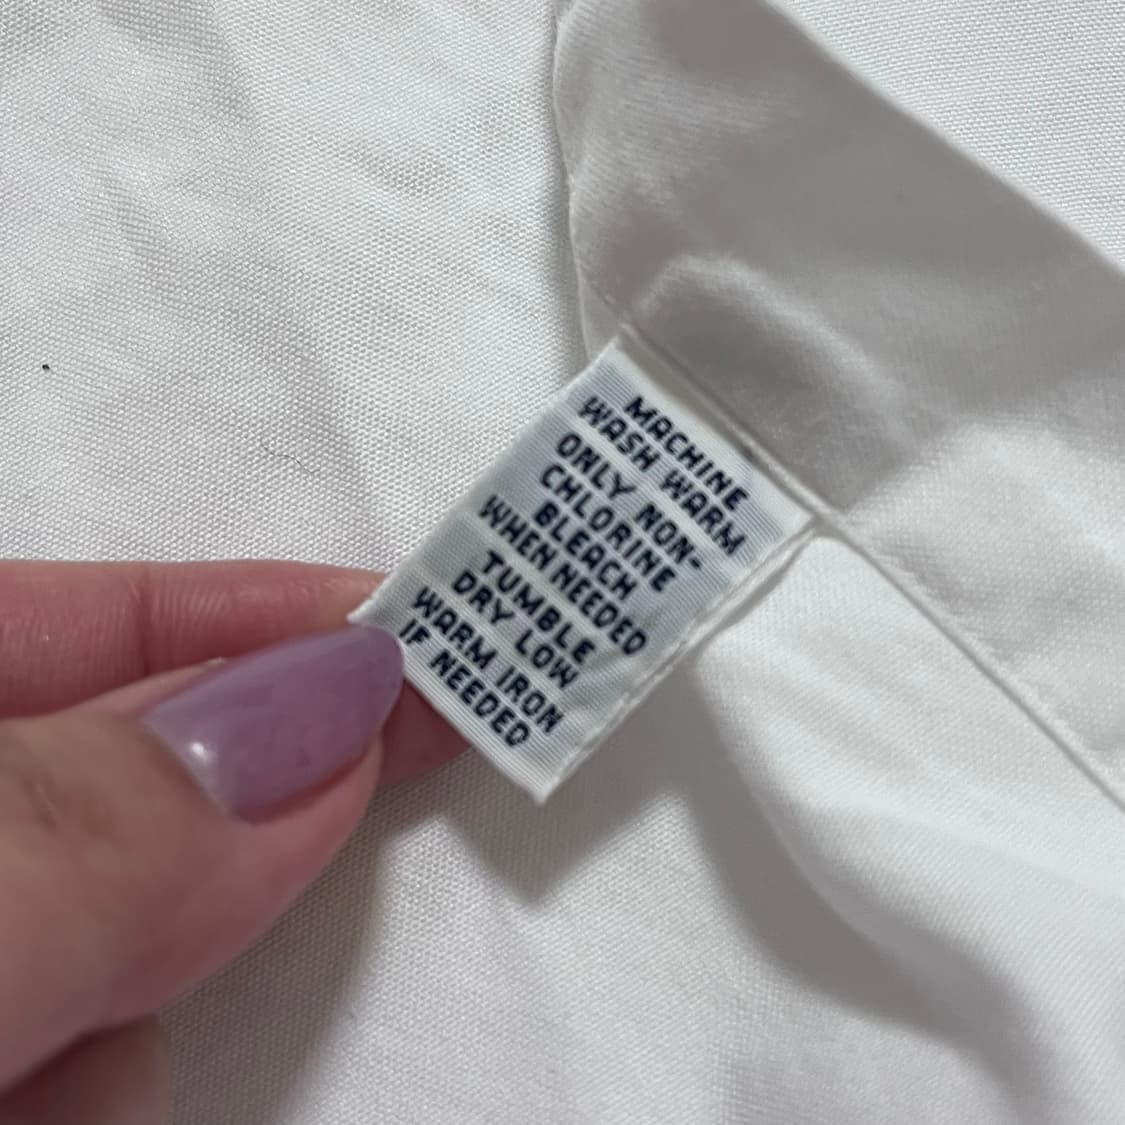 MACHINE
WASH WARM
ONLY NON-
CHLORINE
BLEACH
WHEN NEEDED
TUMBLE
DRY LOW
WARM IRON
IF NEEDED